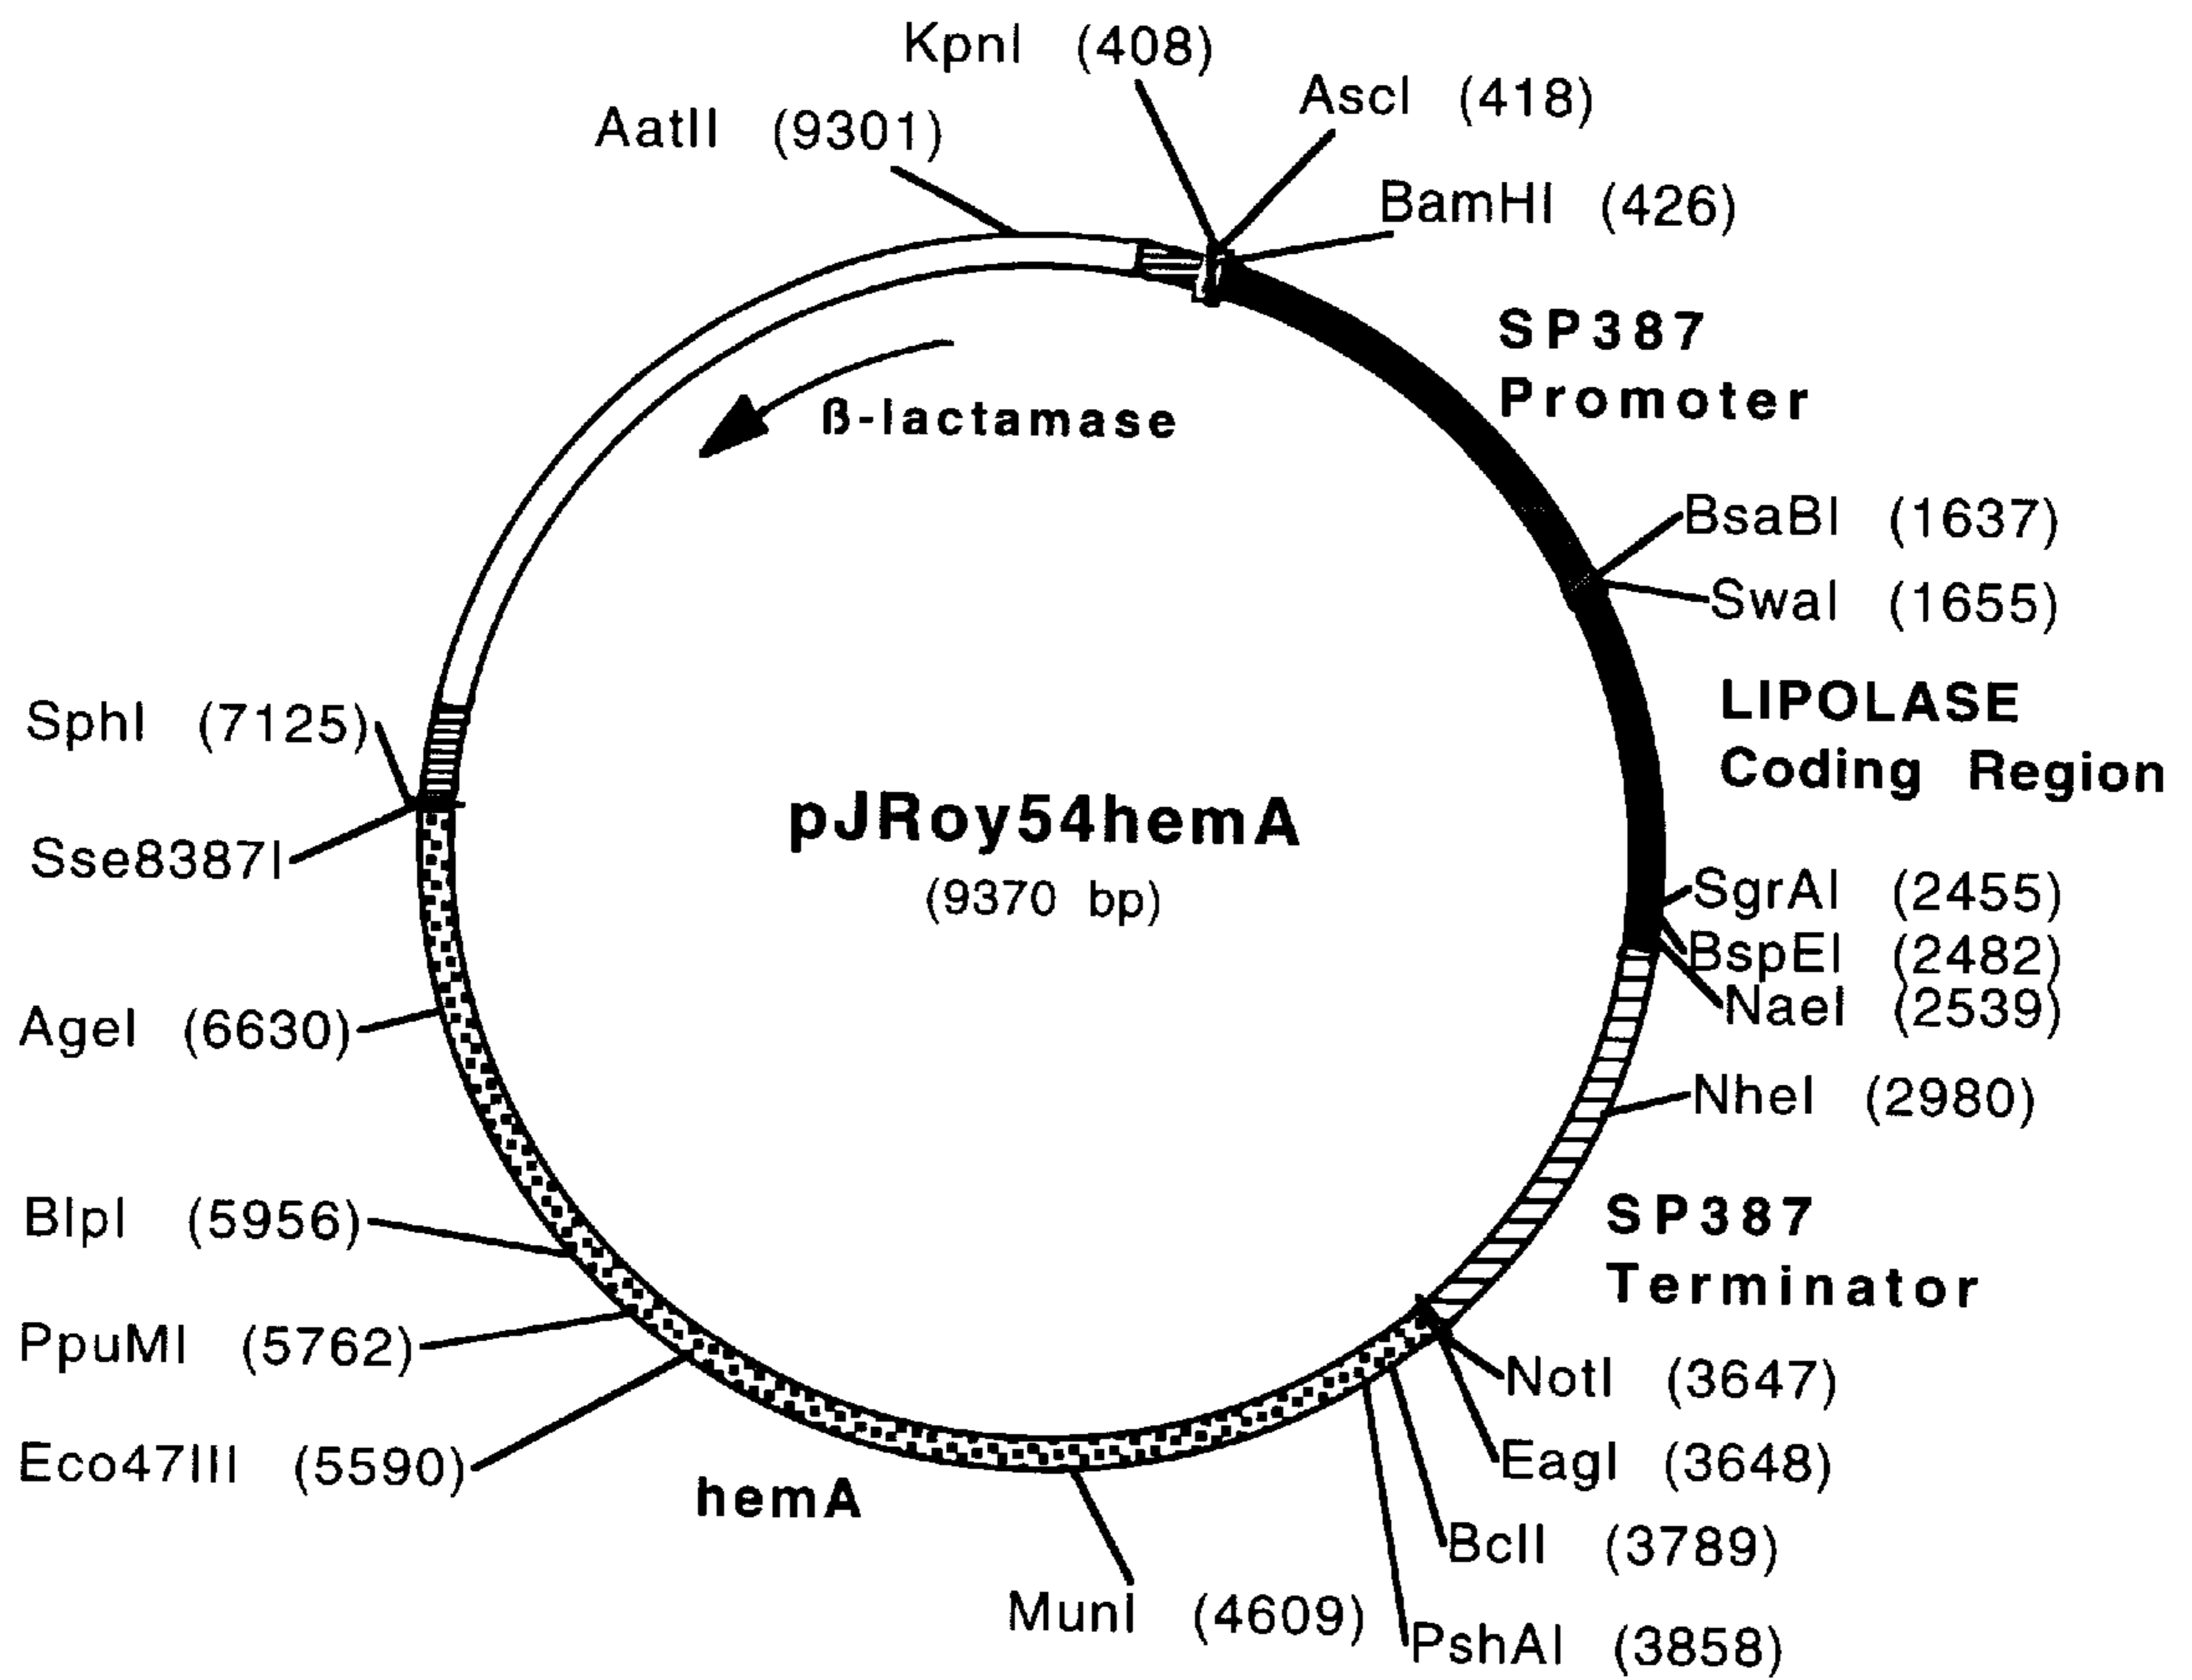 KpnI (408)
AscI (418)
AatII (9301)
BamHI (426)
SP387
Promoter
ß-lactamase
BsaBI (1637)
SwaI (1655)
LIPOLASE
Coding Region
SphI (7125)
Sse8387I
pJRoy54hemA
(9370 bp)
SgrAI (2455)
BspEI (2482)
NaeI (2539)
AgeI (6630)
NheI (2980)
BlpI (5956)
SP387
Terminator
PpuMI (5762)
NotI (3647)
Eco47III (5590)
EagI (3648)
hemA
BclI (3789)
MunI (4609)
PshAI (3858)